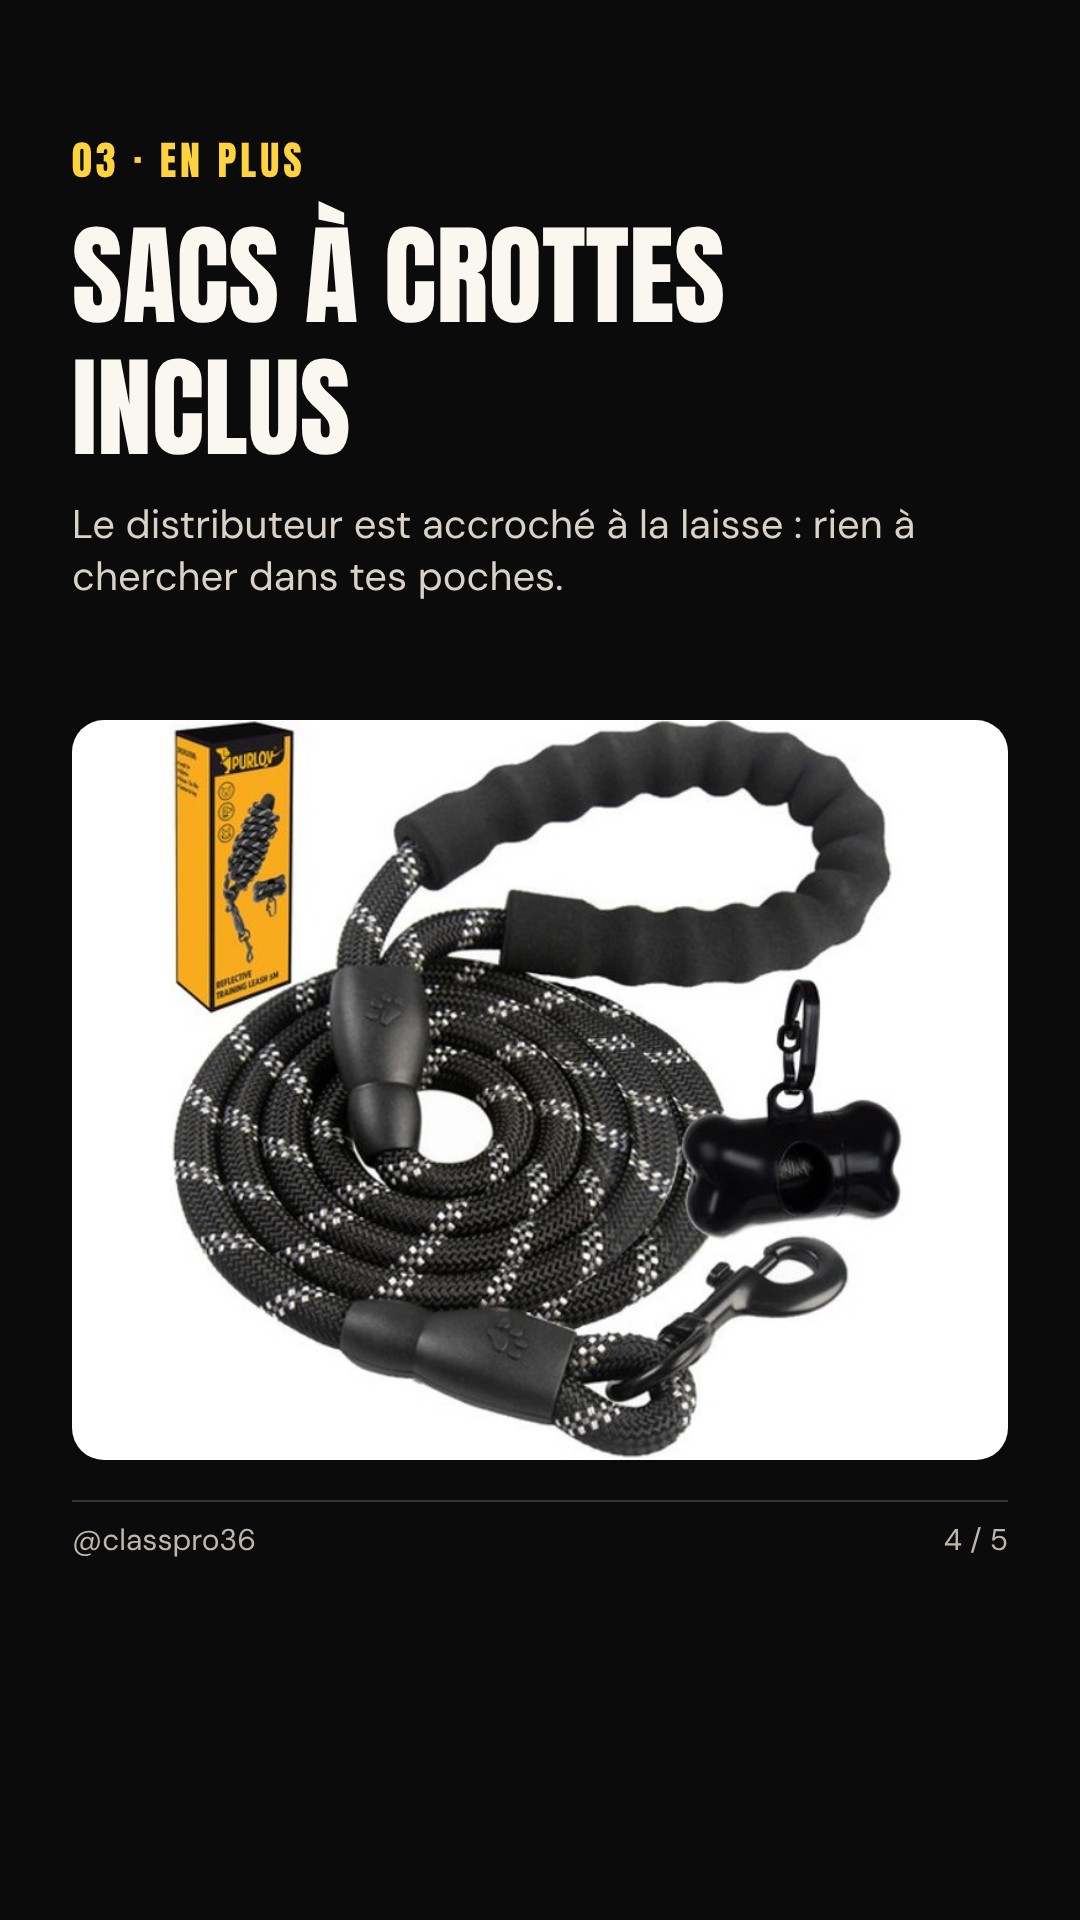 03 · EN PLUS
SACS À CROTTES
INCLUS
Le distributeur est accroché à la laisse : rien à
chercher dans tes poches.
PURLOV
REFLECTIVE
TRAINING LEASH 5M
@classpro36
4 / 5